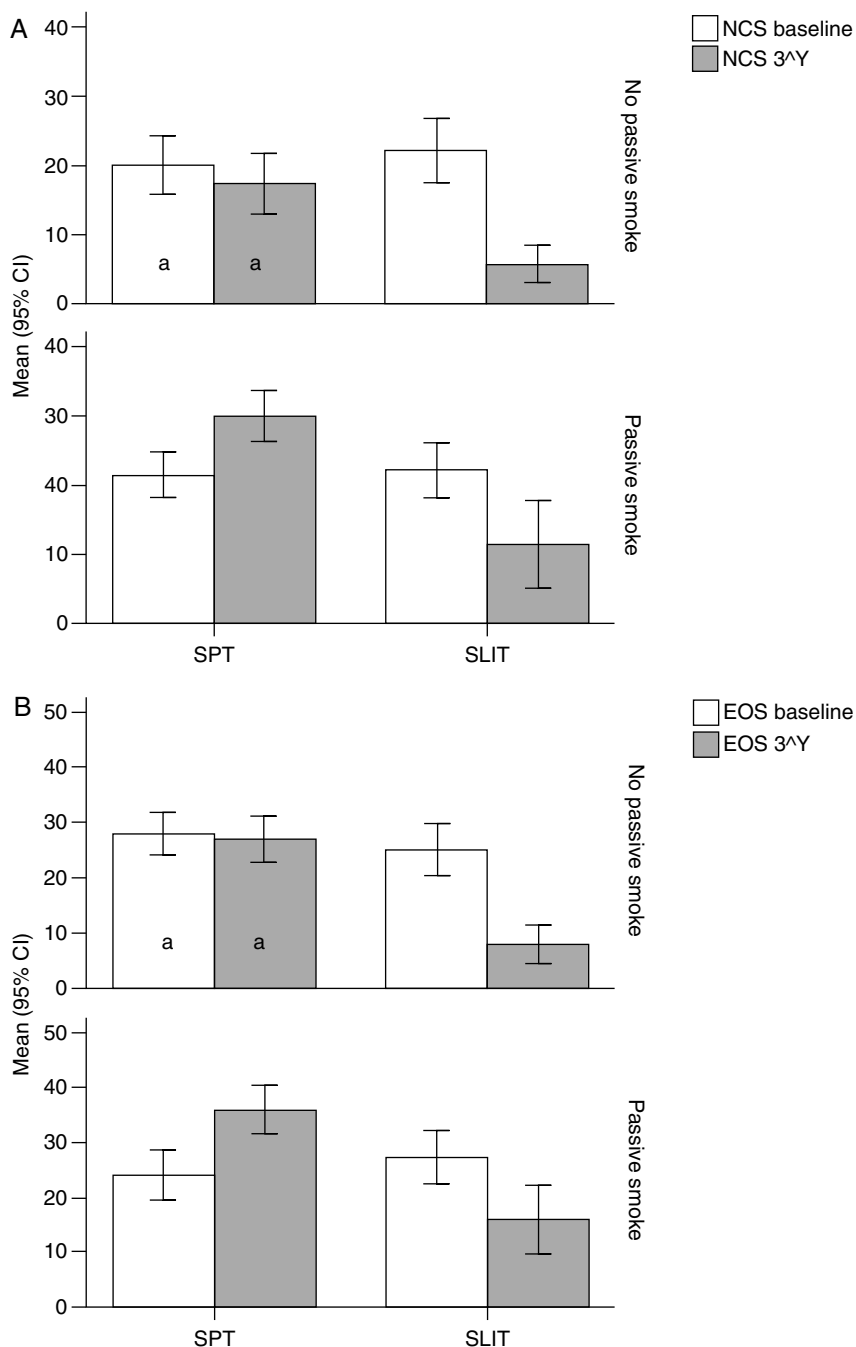 A
NCS baseline
NCS 3^Y
40
30
20
10
0
a
a
No passive smoke
Mean (95% CI)
40
30
40
10
0
Passive smoke
SPT
SLIT
B
EOS baseline
EOS 3^Y
50
40
30
20
10
0
a
a
No passive smoke
Mean (95% CI)
50
40
30
20
10
0
Passive smoke
SPT
SLIT